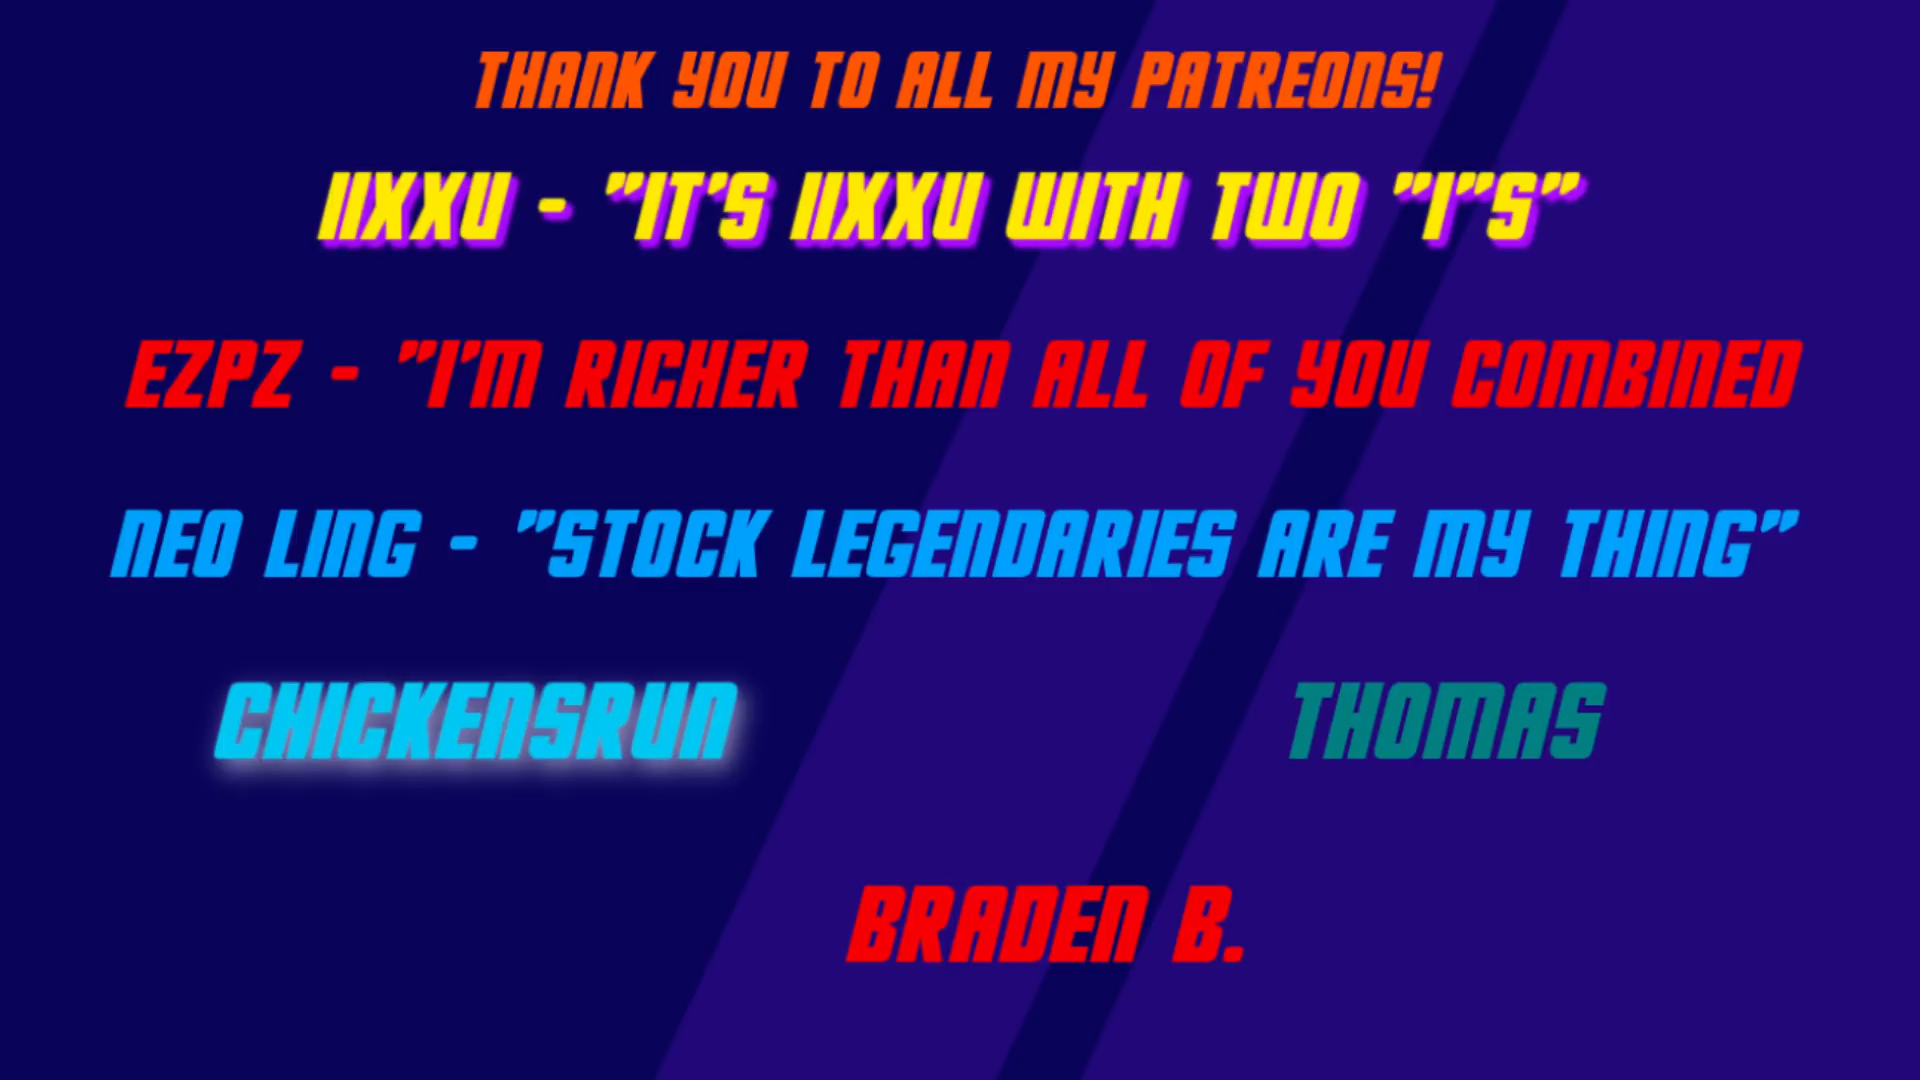 THANK YOU TO ALL MY PATREONS!
IIXXU - "IT'S IIXXU WITH TWO "I"S"
EZPZ - "I'M RICHER THAN ALL OF YOU COMBINED
NEO LING - "STOCK LEGENDARIES ARE MY THING"
CHICKENSRUN
THOMAS
BRADEN B.